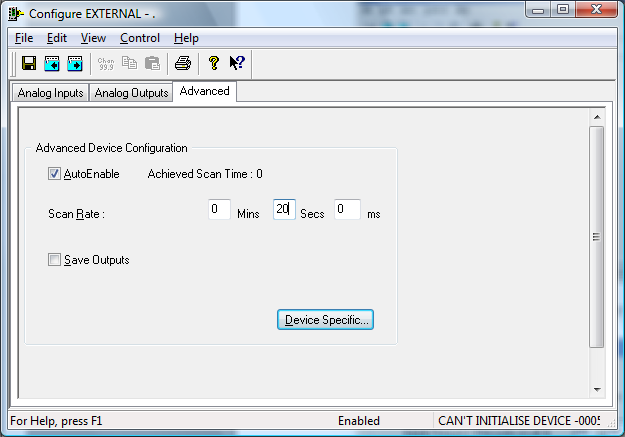 Configure EXTERNAL - .
File Edit View Control Help
Chan
99.9
Analog Inputs Analog Outputs Advanced
Advanced Device Configuration
AutoEnable Achieved Scan Time : 0
Scan Rate : 0 Mins 20 Secs 0 ms
Save Outputs
Device Specific...
For Help, press F1 Enabled CAN'T INITIALISE DEVICE -0005